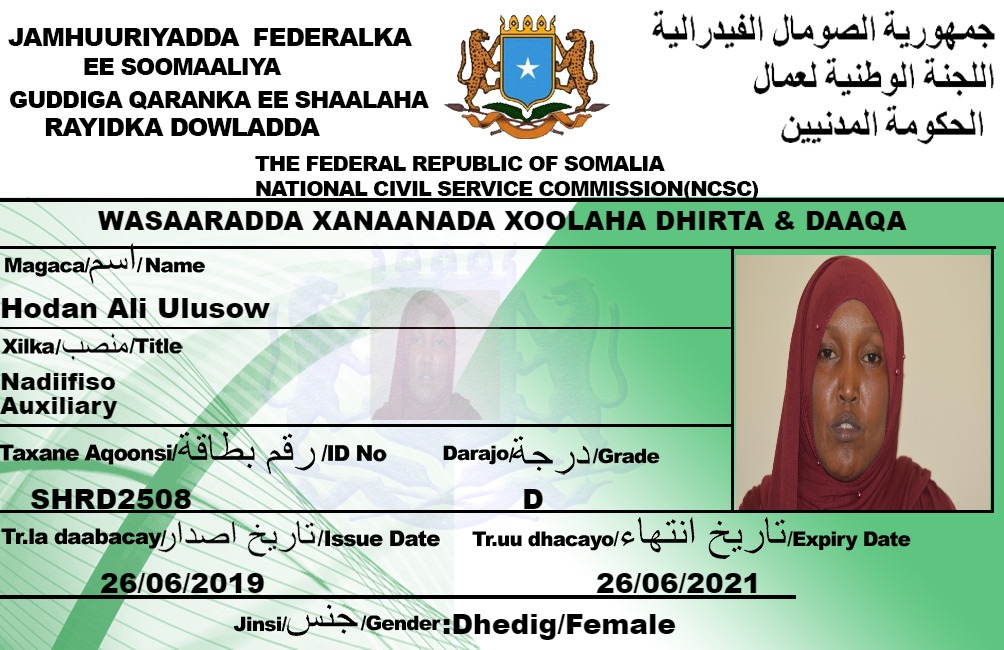 JAMHUURIYADDA FEDERALKA
EE SOOMAALIYA
GUDDIGA QARANKA EE SHAALAHA
RAYIDKA DOWLADDA
جمهورية الصومال الفيدرالية
اللجنة الوطنية لعمال
الحكومة المدنيين
THE FEDERAL REPUBLIC OF SOMALIA
NATIONAL CIVIL SERVICE COMMISSION(NCSC)
WASAARADDA XANAANADA XOOLAHA DHIRTA & DAAQA
Magaca/اسم/Name
Hodan Ali Ulusow
Xilka/منصب/Title
Nadiifiso
Auxiliary
Taxane Aqoonsi/رقم بطاقة/ID No
SHRD2508
Darajo/درجة/Grade
D
Tr.la daabacay/تاريخ اصدار/Issue Date
26/06/2019
Tr.uu dhacayo/تاريخ انتهاء/Expiry Date
26/06/2021
Jinsi/جنس/Gender:Dhedig/Female